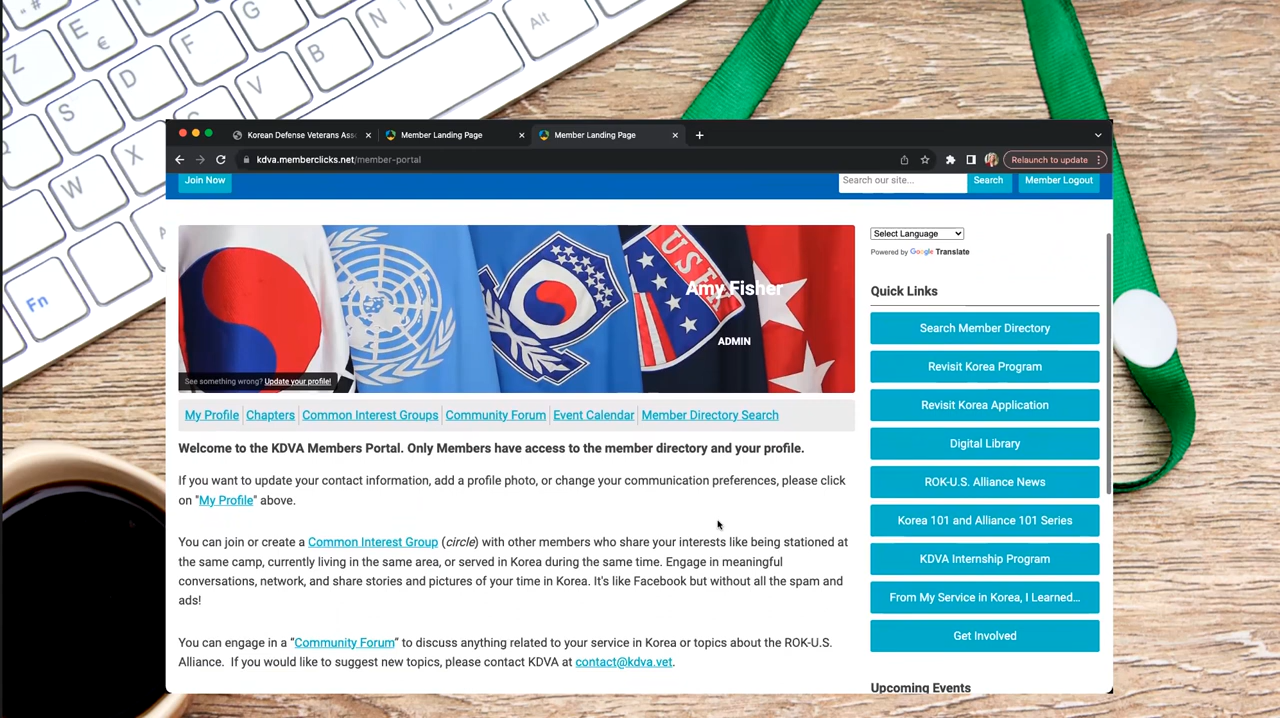 # €
Z E F G H N Alt
S D V B
Q W X
Fn
Korean Defense Veterans Ass
Member Landing Page
Member Landing Page
kdva.memberclicks.net/member-portal
Relaunch to update
Join Now
Search our site...
Search
Member Logout
USFK
Amy Fisher
ADMIN
See something wrong? Update your profile!
My Profile
Chapters
Common Interest Groups
Community Forum
Event Calendar
Member Directory Search
Welcome to the KDVA Members Portal. Only Members have access to the member directory and your profile.
If you want to update your contact information, add a profile photo, or change your communication preferences, please click
on "My Profile" above.
You can join or create a Common Interest Group (circle) with other members who share your interests like being stationed at
the same camp, currently living in the same area, or served in Korea during the same time. Engage in meaningful
conversations, network, and share stories and pictures of your time in Korea. It's like Facebook but without all the spam and
ads!
You can engage in a “Community Forum” to discuss anything related to your service in Korea or topics about the ROK-U.S.
Alliance. If you would like to suggest new topics, please contact KDVA at contact@kdva.vet.
Select Language
Powered by Google Translate
Quick Links
Search Member Directory
Revisit Korea Program
Revisit Korea Application
Digital Library
ROK-U.S. Alliance News
Korea 101 and Alliance 101 Series
KDVA Internship Program
From My Service in Korea, I Learned...
Get Involved
Upcoming Events